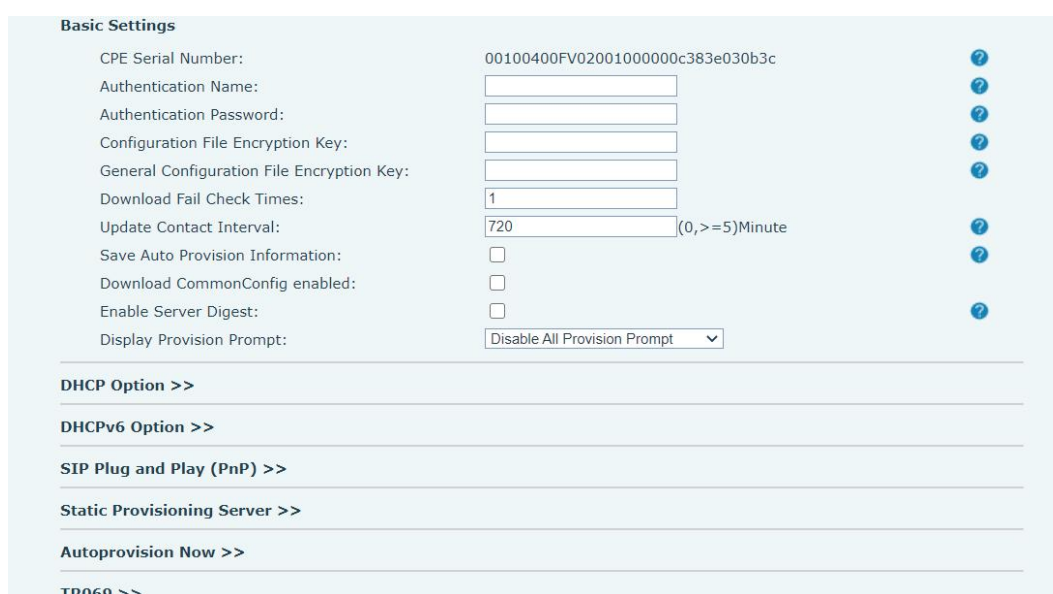 Basic Settings
CPE Serial Number: 00100400FV02001000000c383e030b3c
Authentication Name:
Authentication Password:
Configuration File Encryption Key:
General Configuration File Encryption Key:
Download Fail Check Times: 1
Update Contact Interval: 720 (0,>=5)Minute
Save Auto Provision Information:
Download CommonConfig enabled:
Enable Server Digest:
Display Provision Prompt: Disable All Provision Prompt
DHCP Option >>
DHCPv6 Option >>
SIP Plug and Play (PnP) >>
Static Provisioning Server >>
Autoprovision Now >>
TR069 >>